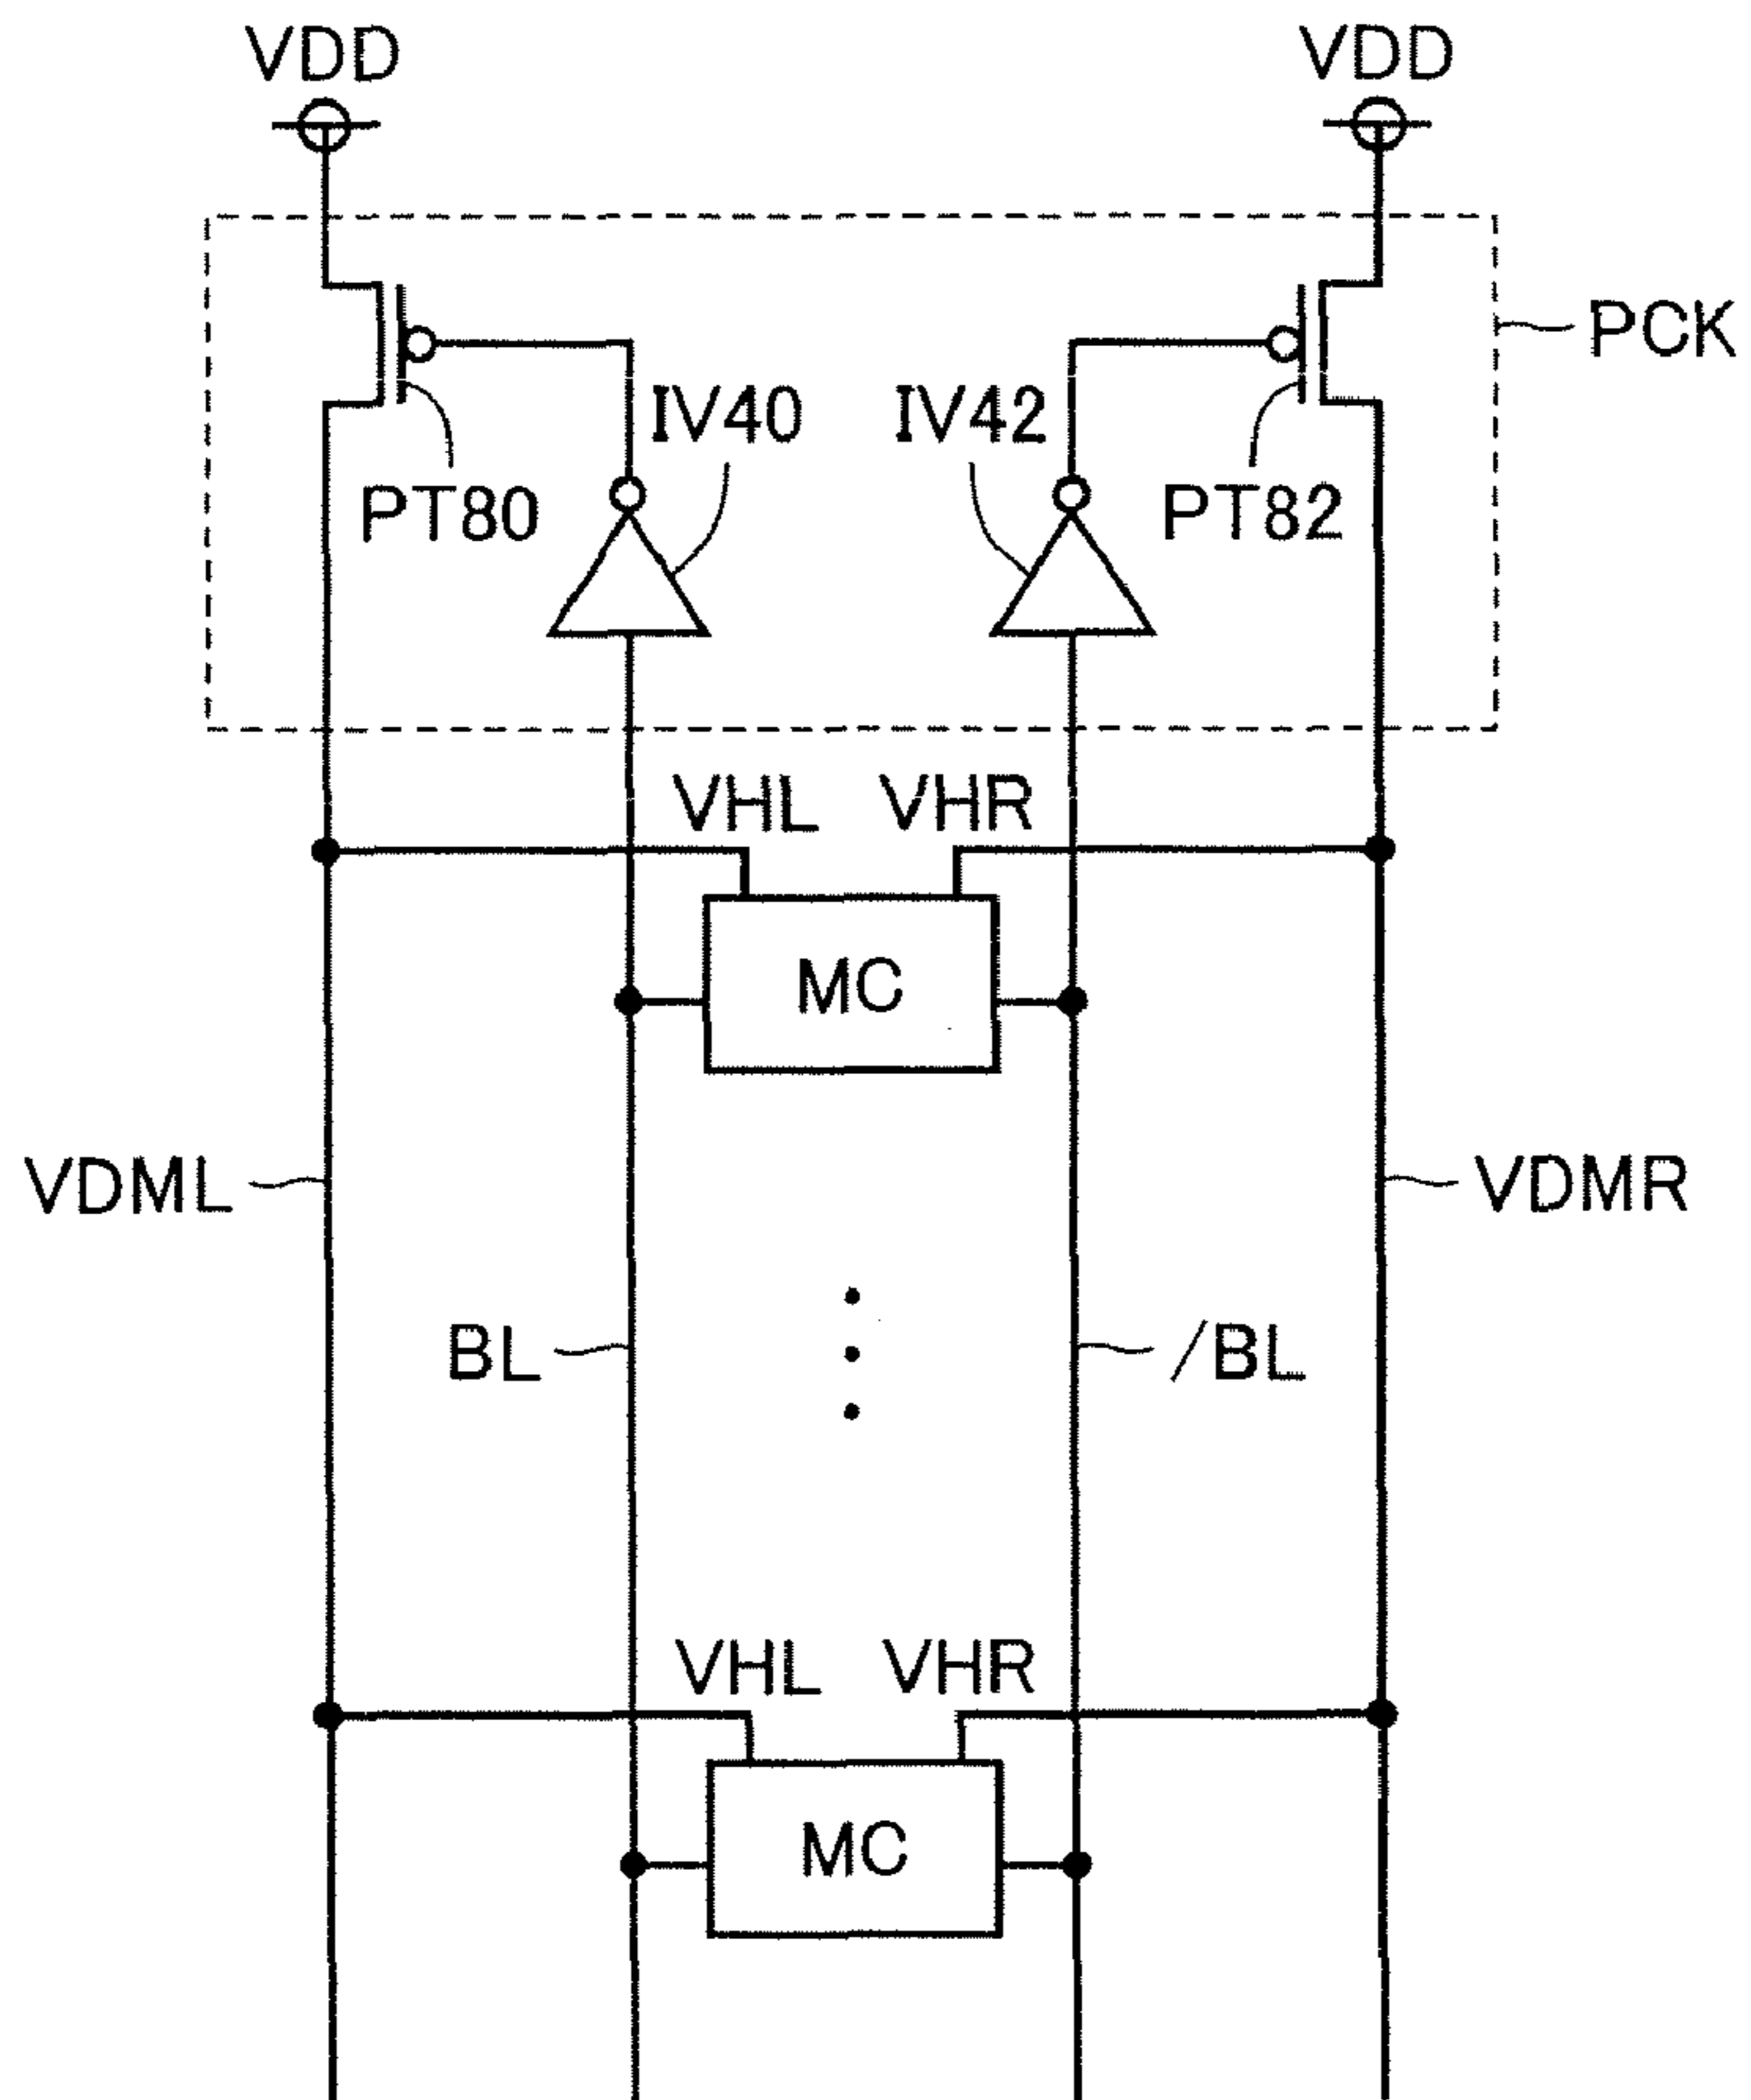 VDD VDD
PCK
IV40 IV42
PT80 PT82
VHL VHR
MC
VDML VDMR
BL /BL
VHL VHR
MC